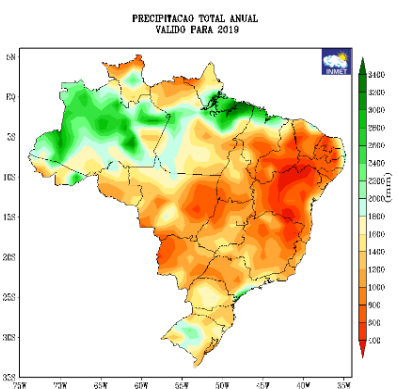 PRECIPITACAO TOTAL ANUAL
VALIDO PARA 2019
INMET
5N
EQ
5S
10S
15S
20S
25S
30S
75W
70W
65W
60W
55W
50W
45W
40W
35W
3400
3000
2800
2600
2400
2200
2000
1800
1600
1400
1200
1000
900
800
600
400
(mm)